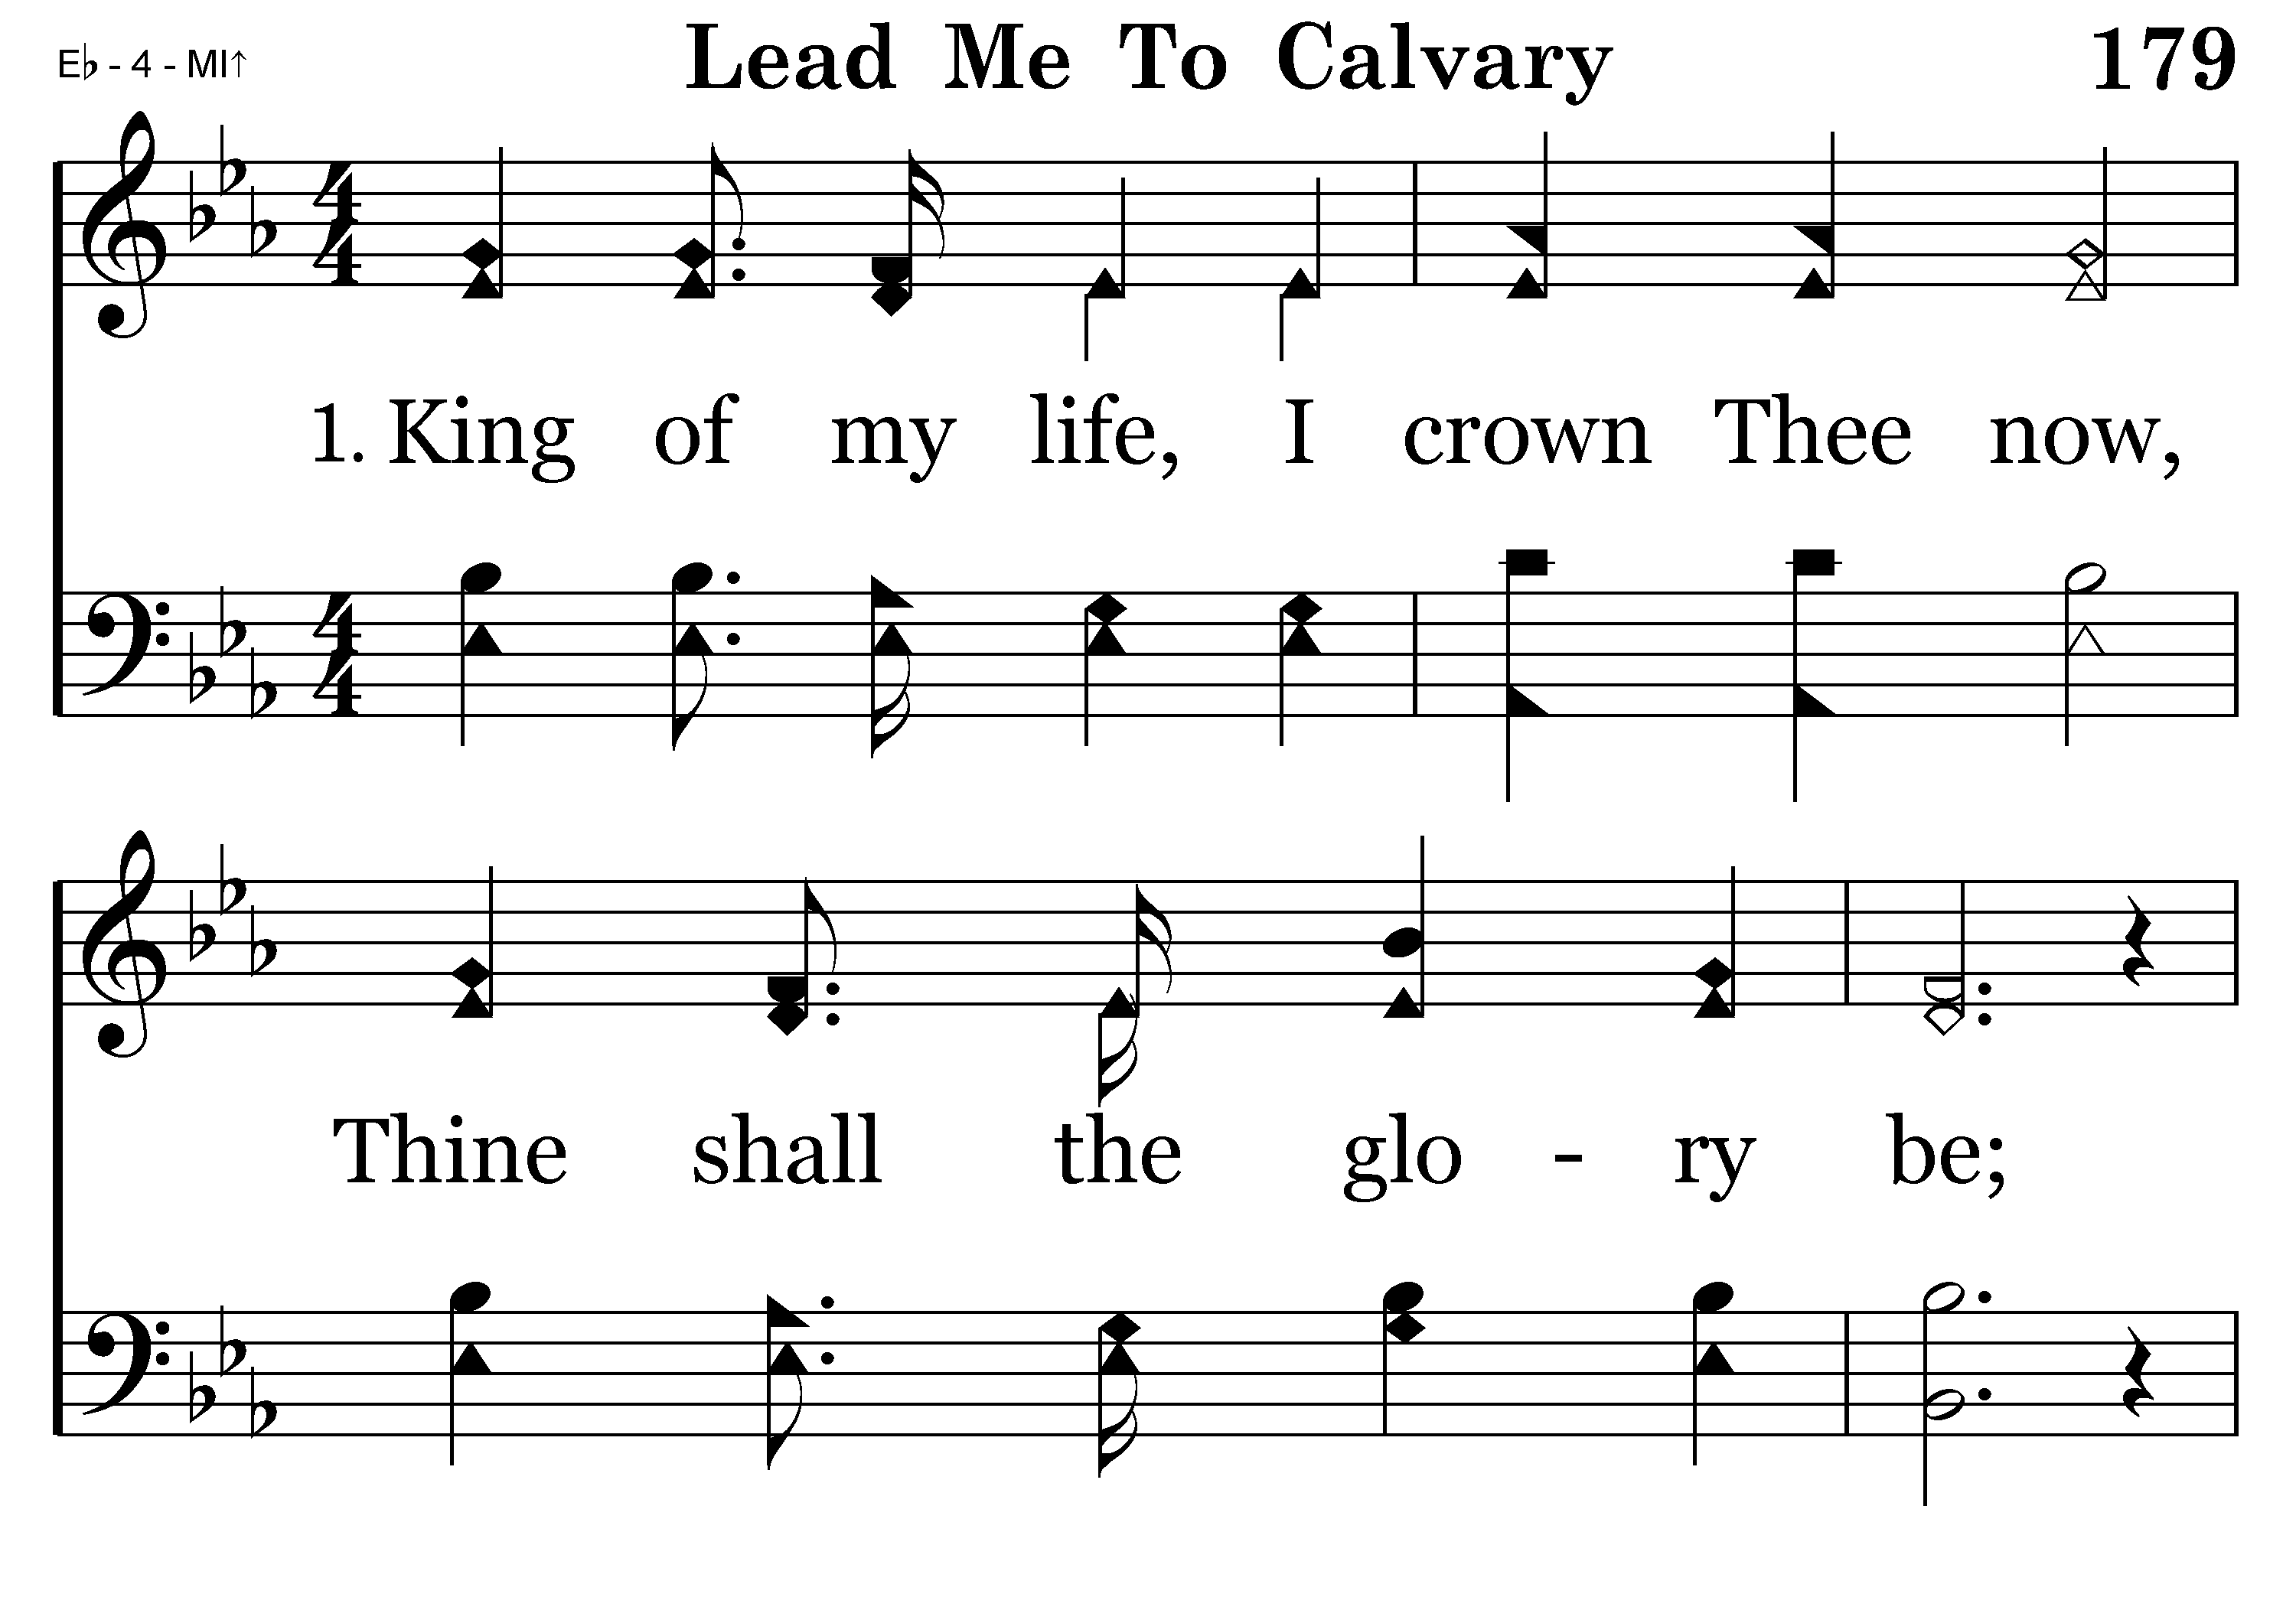 E♭ - 4 - MI↑ Lead Me To Calvary 179
1. King of my life, I crown Thee now,
Thine shall the glo - ry be;